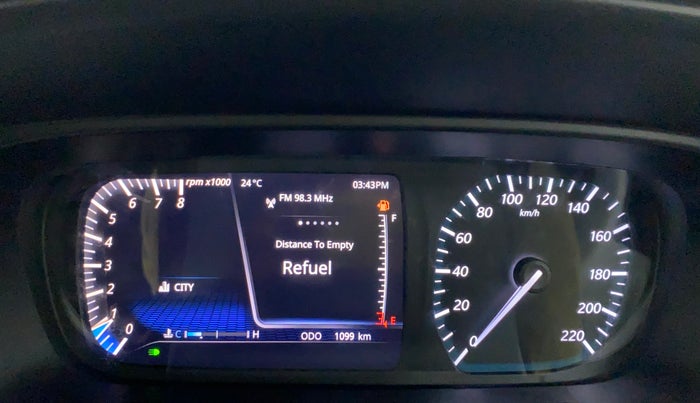 rpm x1000 24°C 03:43PM
FM 98.3 MHz
Distance To Empty
Refuel
CITY
F
E
C H ODO 1099 km
0 1 2 3 4 5 6 7 8
km/h
0 20 40 60 80 100 120 140 160 180 200 220